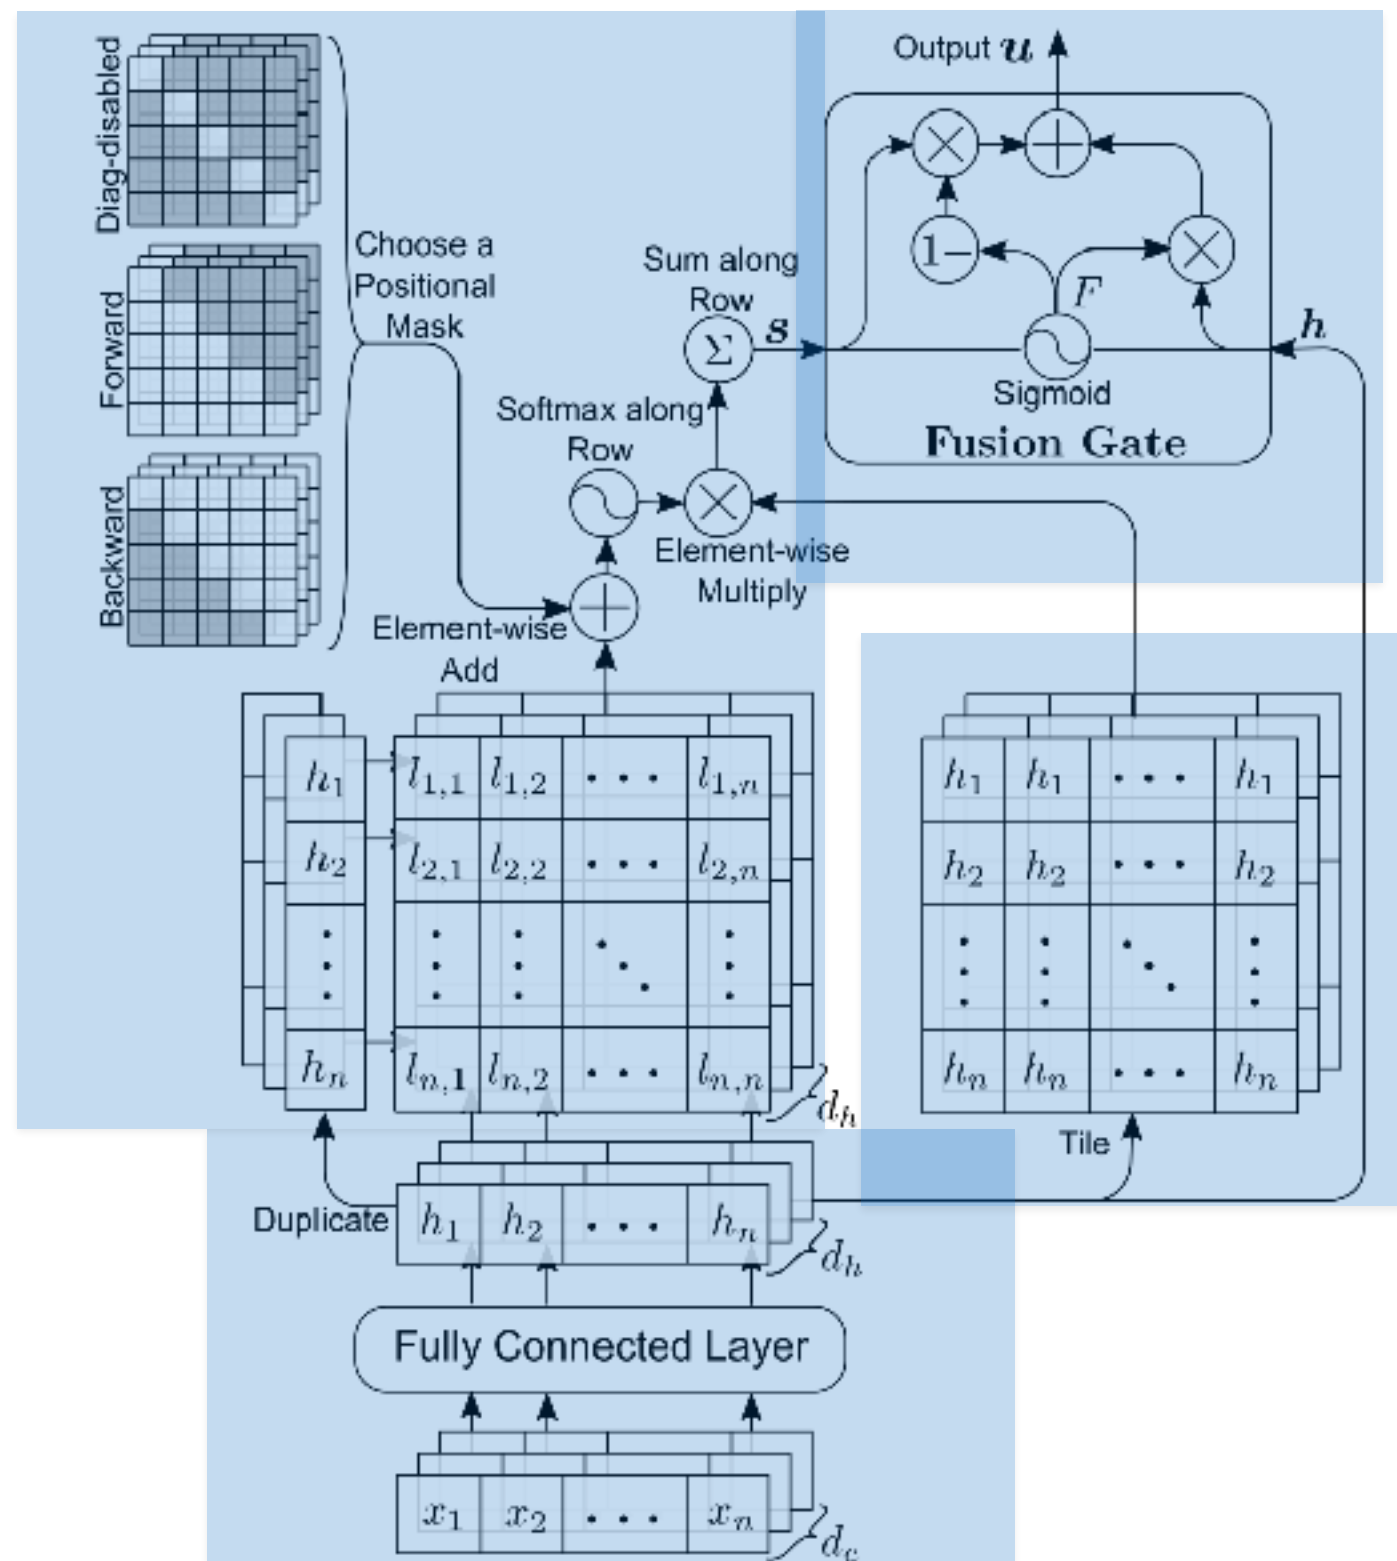 Output u
Diag-disabled
Forward
Backward
Choose a
Positional
Mask
Sum along
Row
Σ
s
1-
F
h
Sigmoid
Fusion Gate
Softmax along
Row
Element-wise
Multiply
Element-wise
Add
h₁
h₂
hₙ
l₁,₁ l₁,₂ · · · l₁,ₙ
l₂,₁ l₂,₂ · · · l₂,ₙ
lₙ,₁ lₙ,₂ · · · lₙ,ₙ
dₕ
h₁ h₁ · · · h₁
h₂ h₂ · · · h₂
hₙ hₙ · · · hₙ
Tile
Duplicate
h₁ h₂ · · · hₙ
dₕ
Fully Connected Layer
x₁ x₂ · · · xₙ
d_c